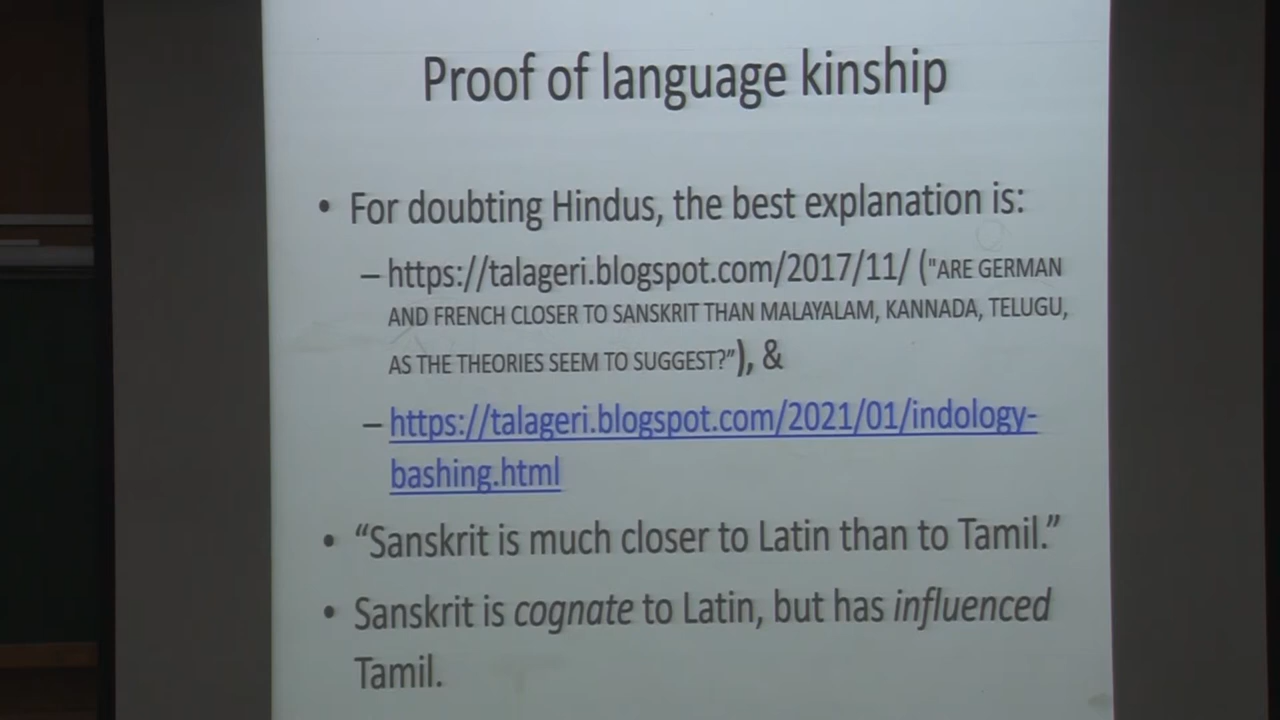 Proof of language kinship
• For doubting Hindus, the best explanation is:
– https://talageri.blogspot.com/2017/11/ ("ARE GERMAN
AND FRENCH CLOSER TO SANSKRIT THAN MALAYALAM, KANNADA, TELUGU,
AS THE THEORIES SEEM TO SUGGEST?”), &
– https://talageri.blogspot.com/2021/01/indology-
bashing.html
• “Sanskrit is much closer to Latin than to Tamil.”
• Sanskrit is cognate to Latin, but has influenced
Tamil.